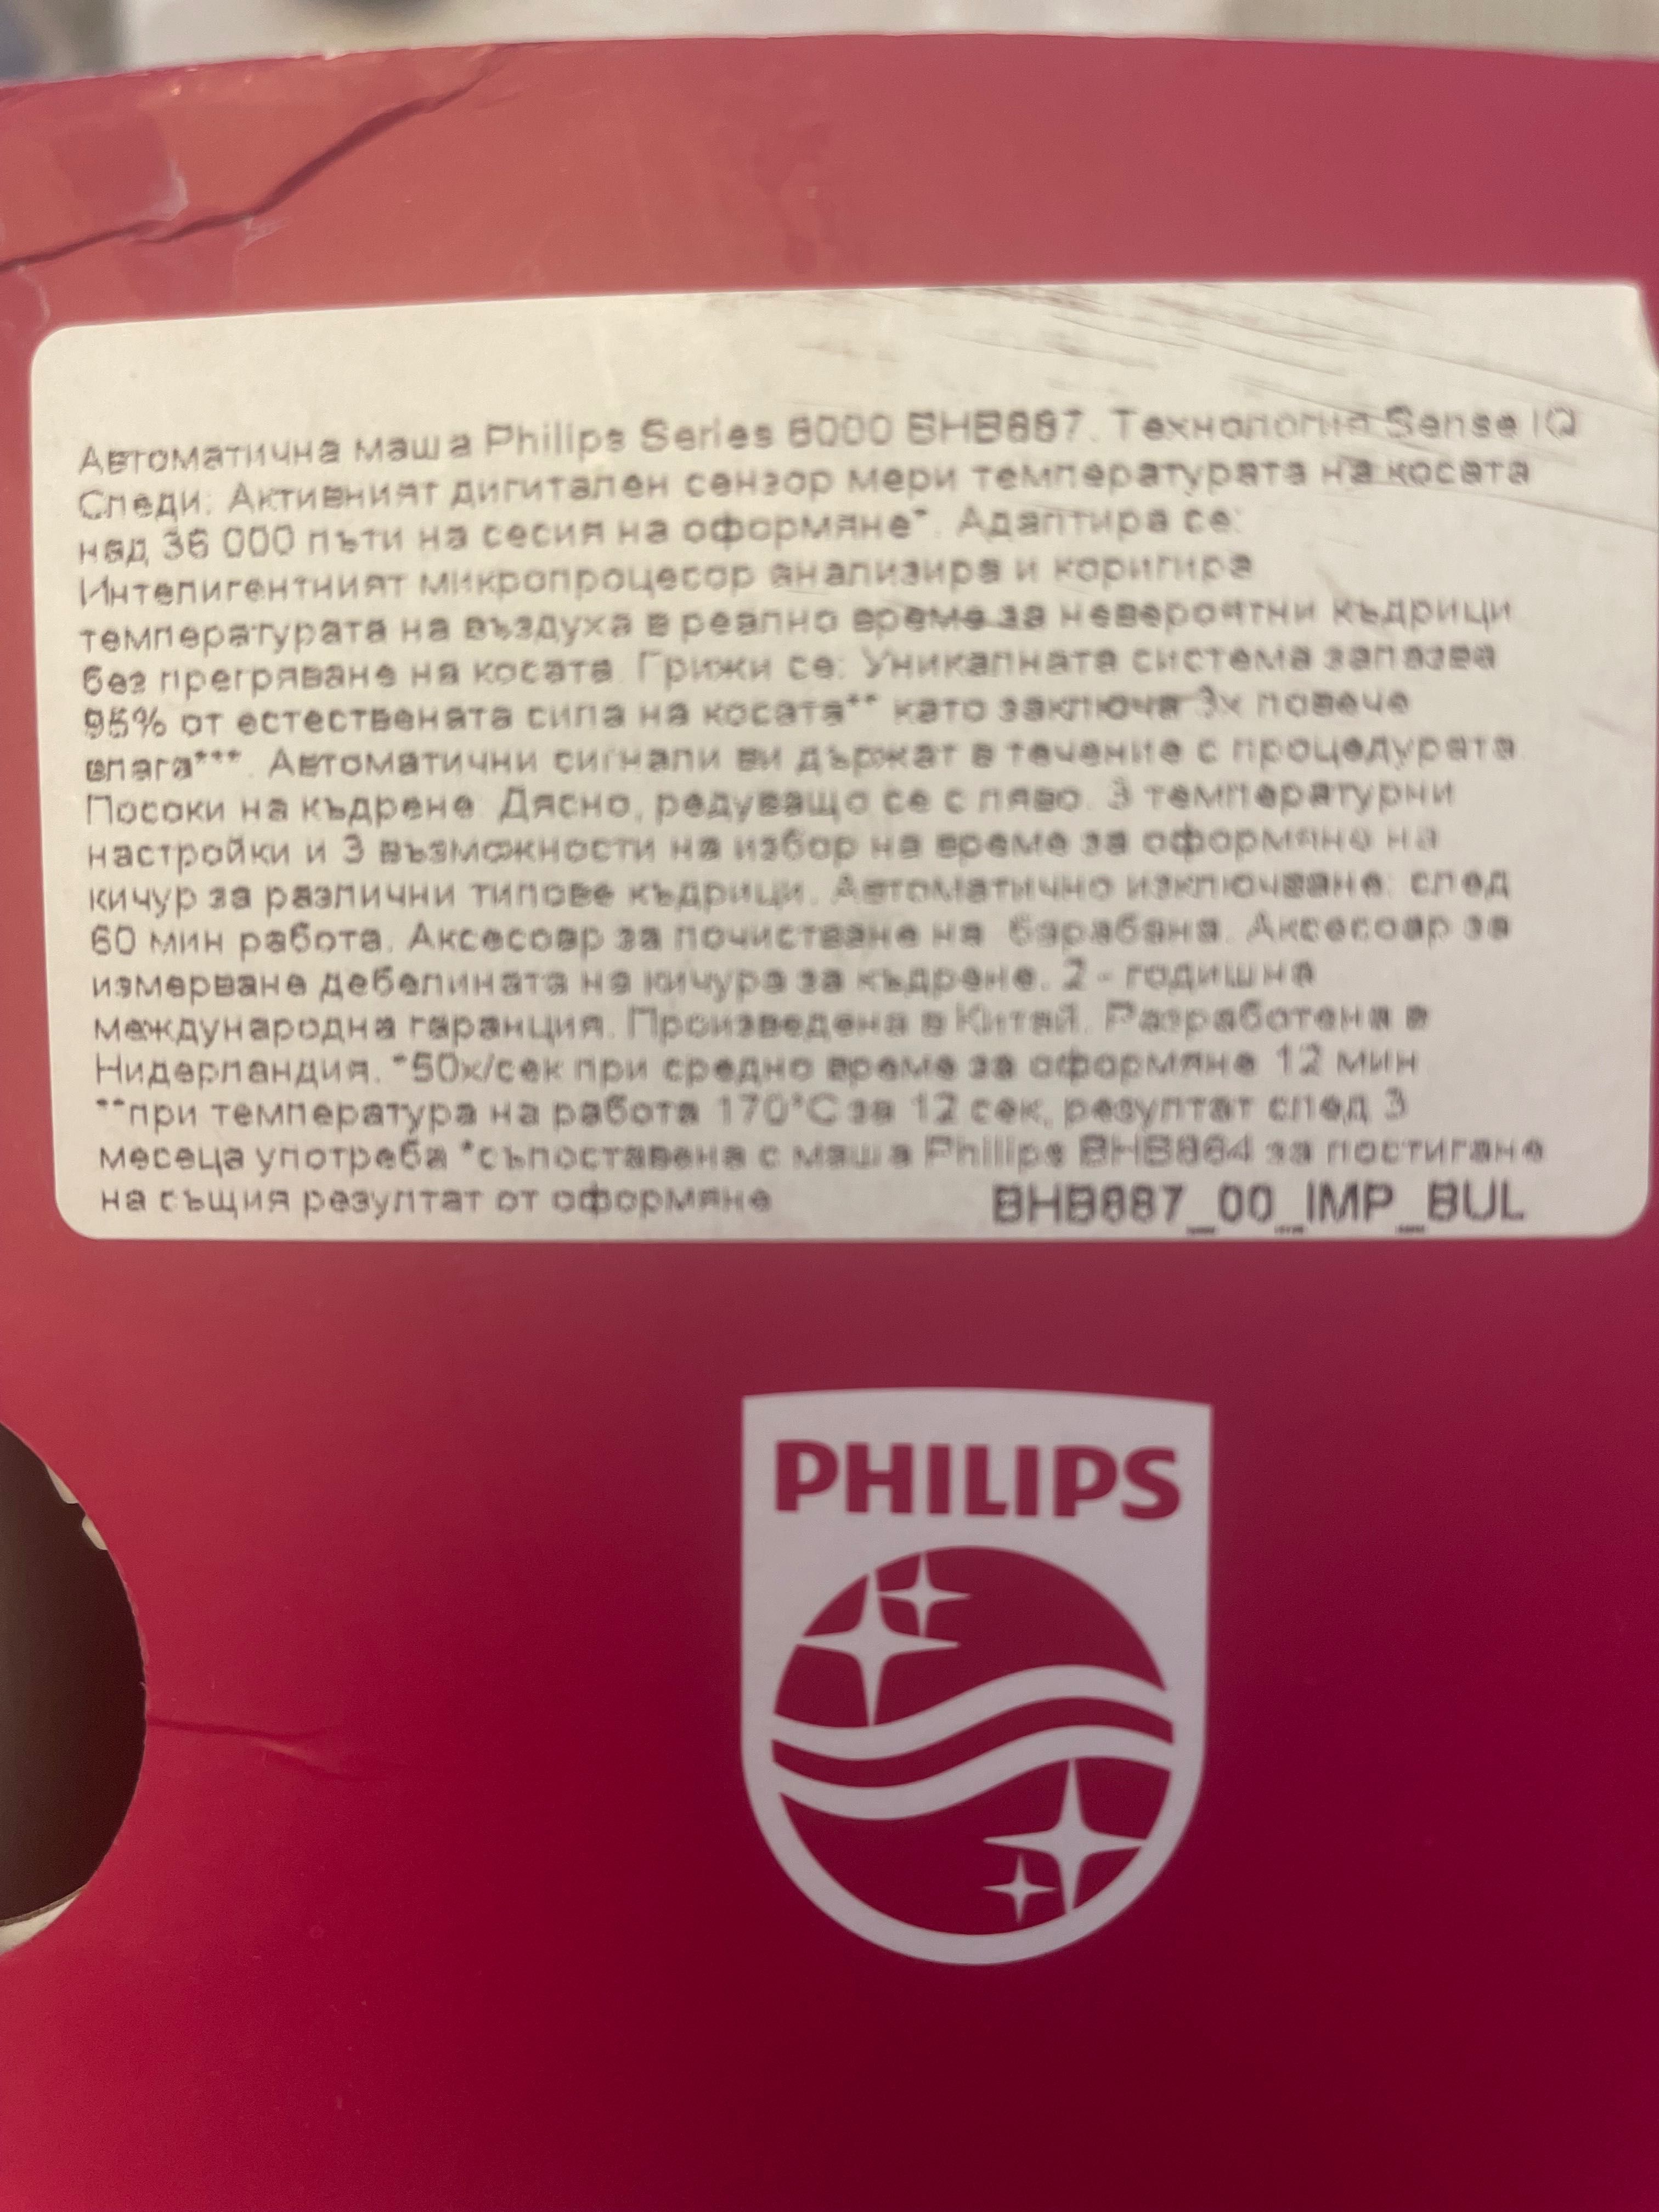 Автоматична маша Philips Series 8000 BHB887. Технология Sense IQ
Следи: Активният дигитален сензор мери температурата на косата
над 36 000 пъти на сесия на оформяне*. Адаптира се:
Интелигентният микропроцесор анализира и коригира
температурата на въздуха в реално време за невероятни къдрици
без прегряване на косата. Грижи се: Уникалната система запазва
95% от естествената сила на косата** като заключа 3x повече
влага***. Автоматични сигнали ви държат в течение с процедурата
Посоки на къдрене: Дясно, редуващо се с ляво. 3 температурни
настройки и 3 възможности на избор на време за оформяне на
кичур за различни типове къдрици. Автоматично изключване: след
60 мин работа. Аксесоар за почистване на барабана. Аксесоар за
измерване дебелината на кичура за къдрене. 2 - годишна
международна гаранция. Произведена в Китай. Разработена в
Нидерландия. *50x/сек при средно време за оформяне 12 мин
**при температура на работа 170°C за 12 сек, резултат след 3
месеца употреба *съпоставена с маша Philips BHB864 за постигане
на същия резултат от оформяне BHB887_00_IMP_BUL
PHILIPS